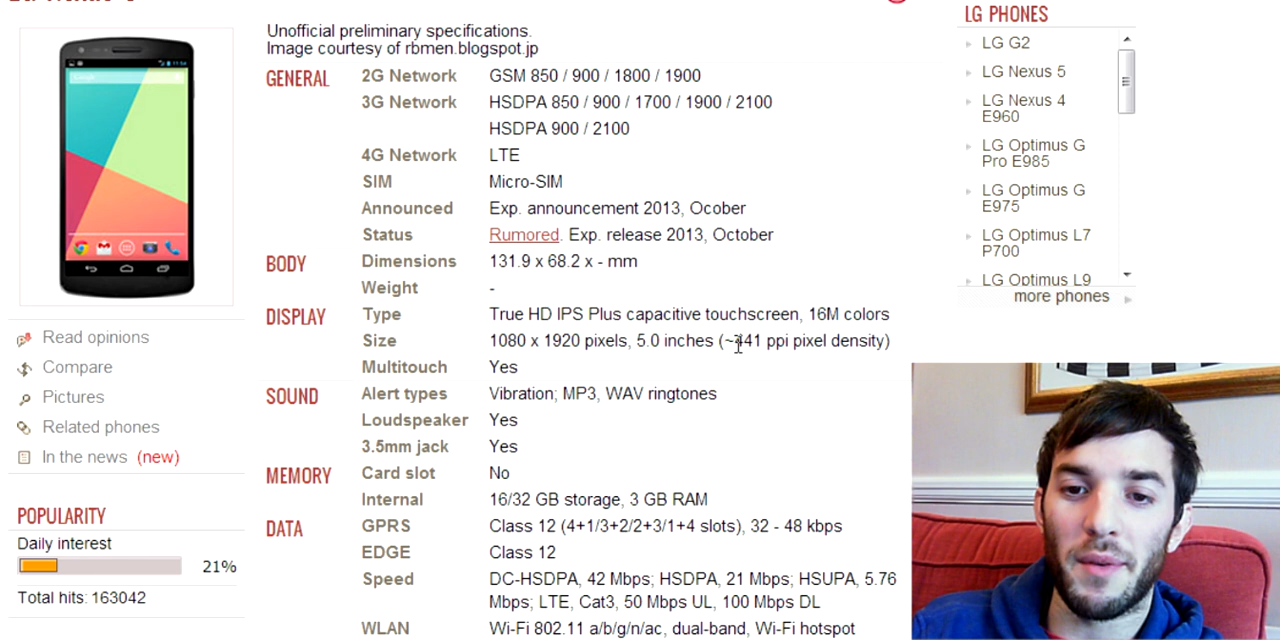 Unofficial preliminary specifications.
Image courtesy of rbmen.blogspot.jp
GENERAL 2G Network GSM 850 / 900 / 1800 / 1900
3G Network HSDPA 850 / 900 / 1700 / 1900 / 2100
HSDPA 900 / 2100
4G Network LTE
SIM Micro-SIM
Announced Exp. announcement 2013, Ocober
Status Rumored. Exp. release 2013, October
BODY Dimensions 131.9 x 68.2 x - mm
Weight -
DISPLAY Type True HD IPS Plus capacitive touchscreen, 16M colors
Size 1080 x 1920 pixels, 5.0 inches (~441 ppi pixel density)
Multitouch Yes
SOUND Alert types Vibration; MP3, WAV ringtones
Loudspeaker Yes
3.5mm jack Yes
MEMORY Card slot No
Internal 16/32 GB storage, 3 GB RAM
DATA GPRS Class 12 (4+1/3+2/2+3/1+4 slots), 32 - 48 kbps
EDGE Class 12
Speed DC-HSDPA, 42 Mbps; HSDPA, 21 Mbps; HSUPA, 5.76
Mbps; LTE, Cat3, 50 Mbps UL, 100 Mbps DL
WLAN Wi-Fi 802.11 a/b/g/n/ac, dual-band, Wi-Fi hotspot
Google
Read opinions
Compare
Pictures
Related phones
In the news (new)
POPULARITY
Daily interest
21%
Total hits: 163042
LG PHONES
LG G2
LG Nexus 5
LG Nexus 4
E960
LG Optimus G
Pro E985
LG Optimus G
E975
LG Optimus L7
P700
LG Optimus L9
more phones